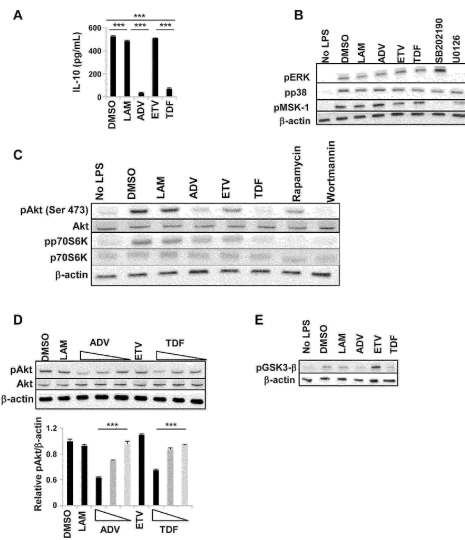 A
***
*** ***
IL-10 (pg/mL)
600
400
200
0
DMSO
LAM
ADV
ETV
TDF
B
No LPS
DMSO
LAM
ADV
ETV
TDF
SB202190
U0126
pERK
pp38
pMSK-1
β-actin
C
No LPS
DMSO
LAM
ADV
ETV
TDF
Rapamycin
Wortmannin
pAkt (Ser 473)
Akt
pp70S6K
p70S6K
β-actin
D
DMSO
LAM
ADV
ETV
TDF
pAkt
Akt
β-actin
Relative pAkt/β-actin
1.2
0.8
0.4
0
*** ***
DMSO
LAM
ADV
ETV
TDF
E
No LPS
DMSO
LAM
ADV
ETV
TDF
pGSK3-β
β-actin